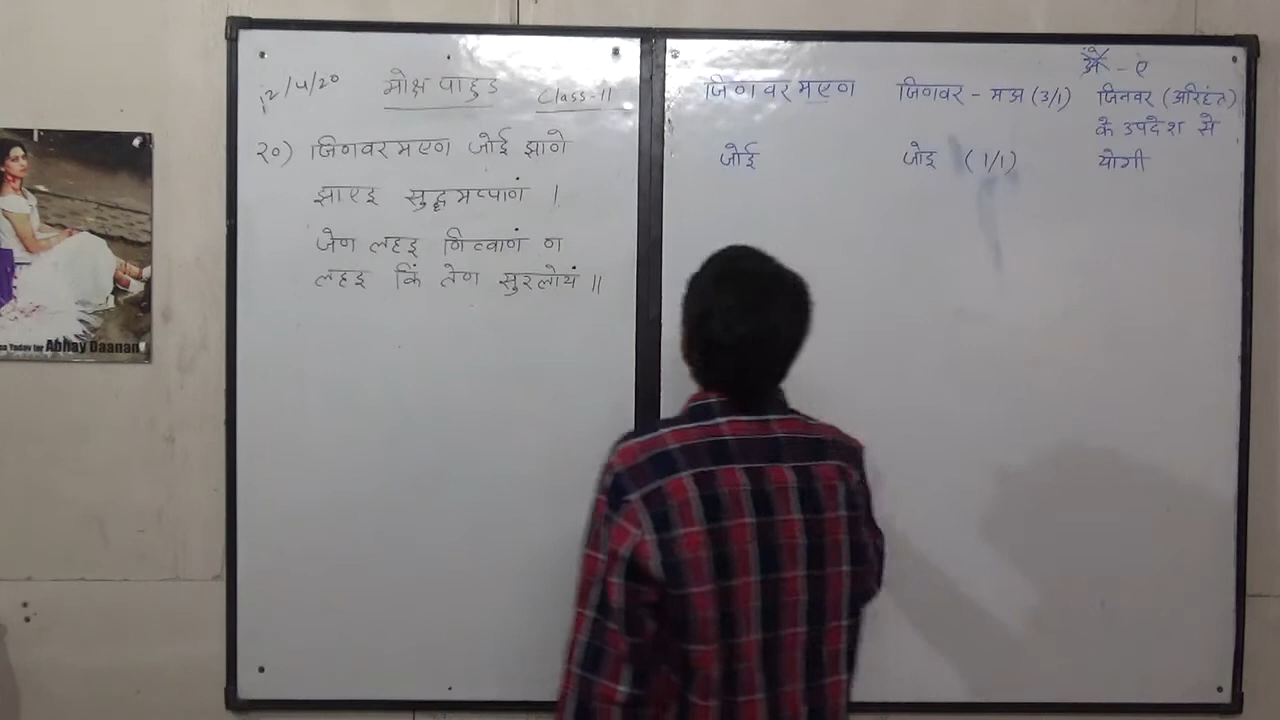 12/4/20 मोक्ष पाहुड Class-11
२०) जिणवरमएण जोई झाणे
झाएइ सुद्धमप्पाणं ।
जेण लहइ णिव्वाणं ण
लहइ किं तेण सुरलोयं ॥
- ए
जिणवरमएण जिणवर - मअ (3/1) जिनवर (अरिहंत)
के उपदेश से
जोई जोइ (1/1) योगी
Abhay Daanam